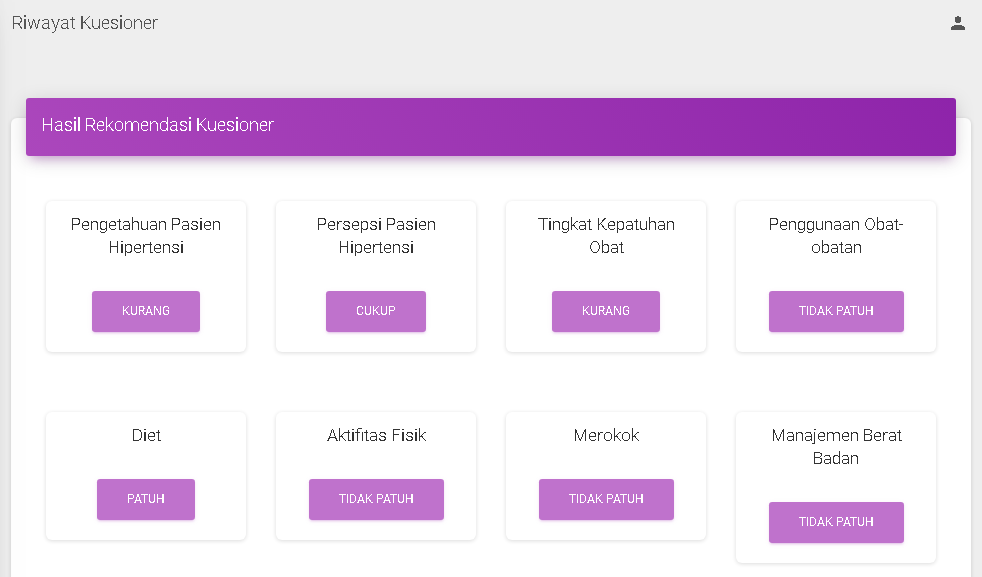 Riwayat Kuesioner
Hasil Rekomendasi Kuesioner
Pengetahuan Pasien
Hipertensi
KURANG
Persepsi Pasien
Hipertensi
CUKUP
Tingkat Kepatuhan
Obat
KURANG
Penggunaan Obat-
obatan
TIDAK PATUH
Diet
PATUH
Aktifitas Fisik
TIDAK PATUH
Merokok
TIDAK PATUH
Manajemen Berat
Badan
TIDAK PATUH